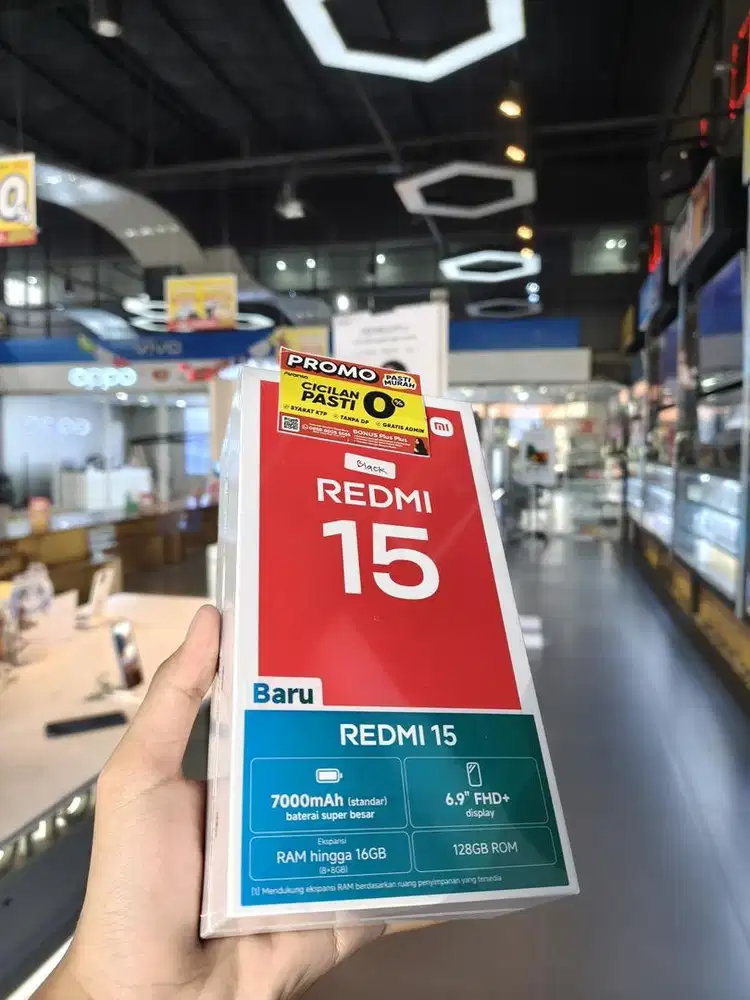 0
vivo
oppo
PROMO
PASTI
MURAH
CICILAN
PASTI 0%
SYARAT KTP
TANPA DP
GRATIS ADMIN
BONUS Plus Plus
mi
Black
REDMI
15
Baru
REDMI 15
7000mAh (standar)
baterai super besar
6.9" FHD+
display
Ekspansi
RAM hingga 16GB
(8+8GB)
128GB ROM
[1] Mendukung ekspansi RAM berdasarkan ruang penyimpanan yang tersedia